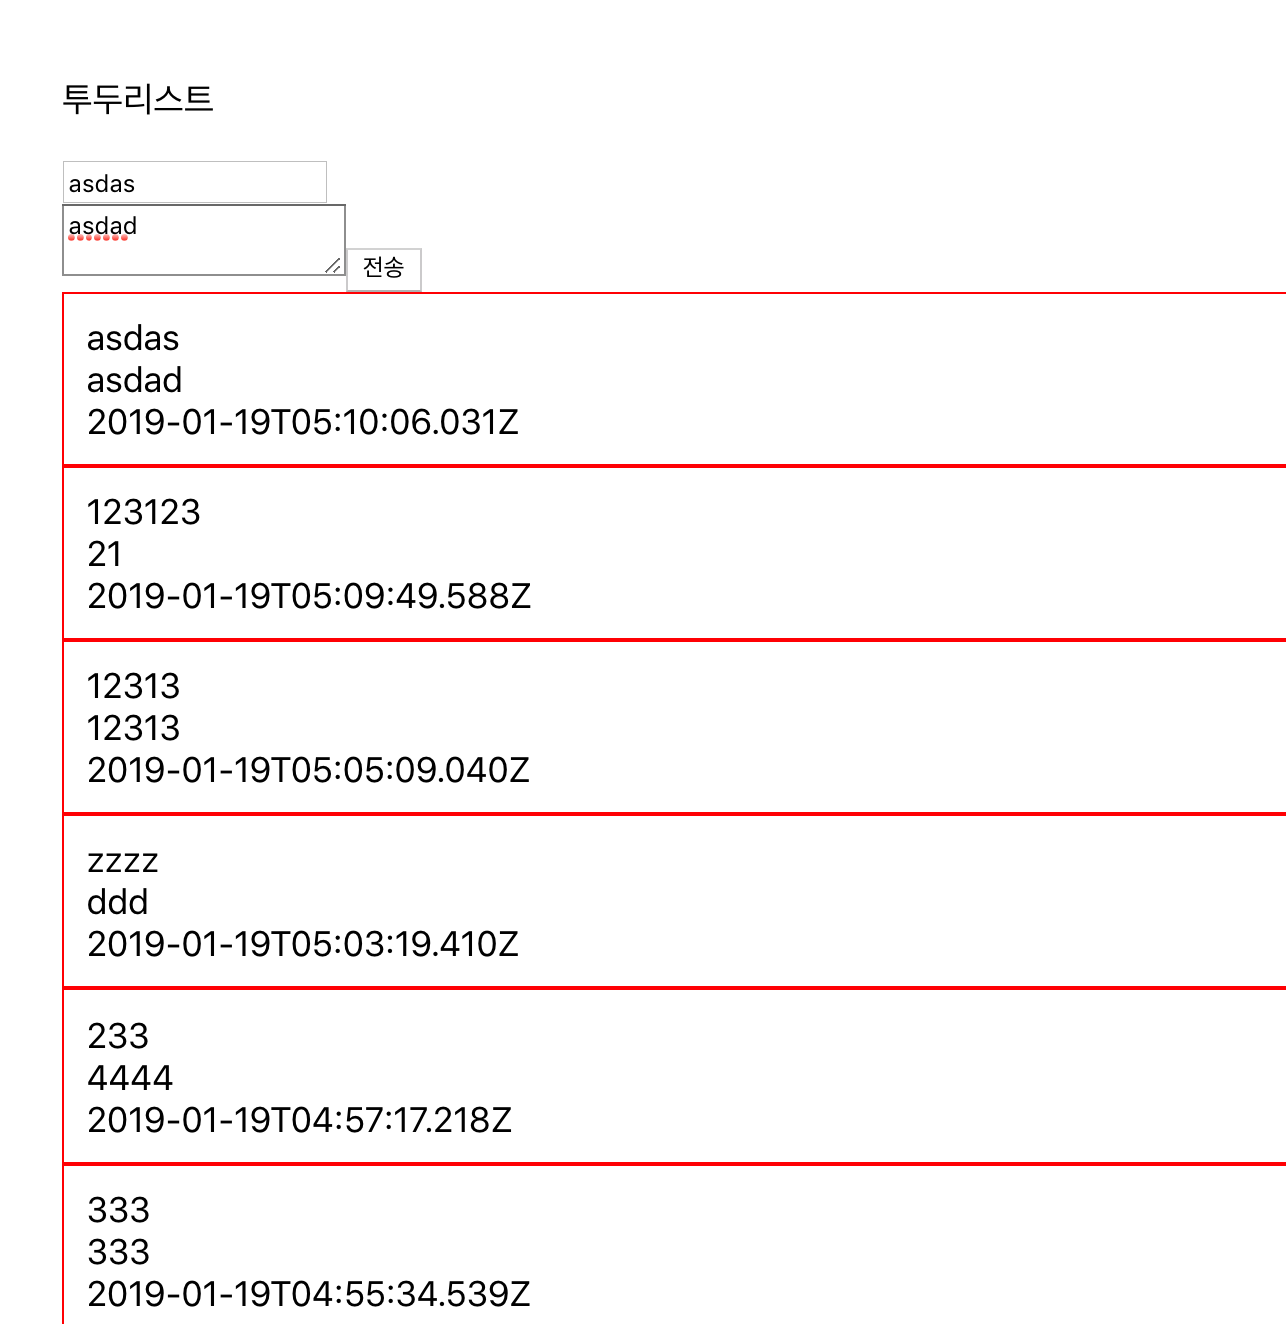 투두리스트
asdas
asdad
전송
asdas
asdad
2019-01-19T05:10:06.031Z
123123
21
2019-01-19T05:09:49.588Z
12313
12313
2019-01-19T05:05:09.040Z
zzzz
ddd
2019-01-19T05:03:19.410Z
233
4444
2019-01-19T04:57:17.218Z
333
333
2019-01-19T04:55:34.539Z